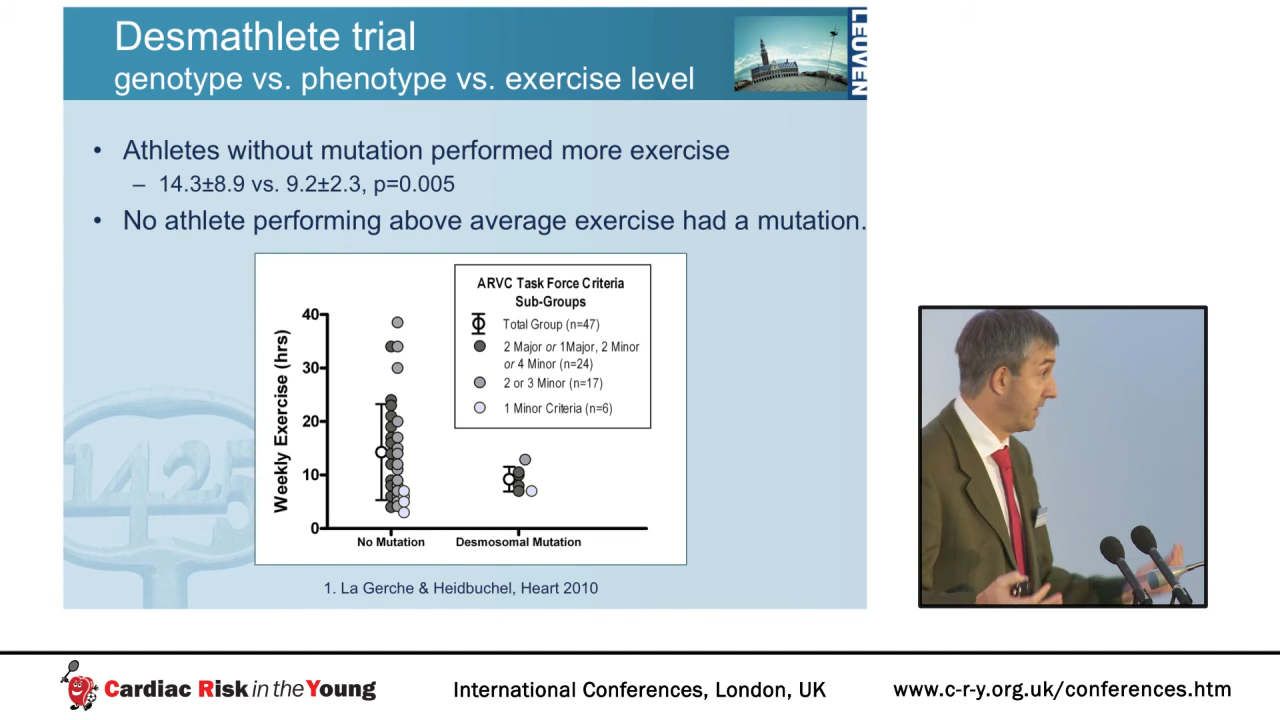 Desmathlete trial
genotype vs. phenotype vs. exercise level
LEUVEN
• Athletes without mutation performed more exercise
– 14.3±8.9 vs. 9.2±2.3, p=0.005
• No athlete performing above average exercise had a mutation.
ARVC Task Force Criteria
Sub-Groups
Total Group (n=47)
2 Major or 1Major, 2 Minor
or 4 Minor (n=24)
2 or 3 Minor (n=17)
1 Minor Criteria (n=6)
Weekly Exercise (hrs)
40
30
20
10
0
No Mutation
Desmosomal Mutation
1425
1. La Gerche & Heidbuchel, Heart 2010
Cardiac Risk in the Young
International Conferences, London, UK
www.c-r-y.org.uk/conferences.htm